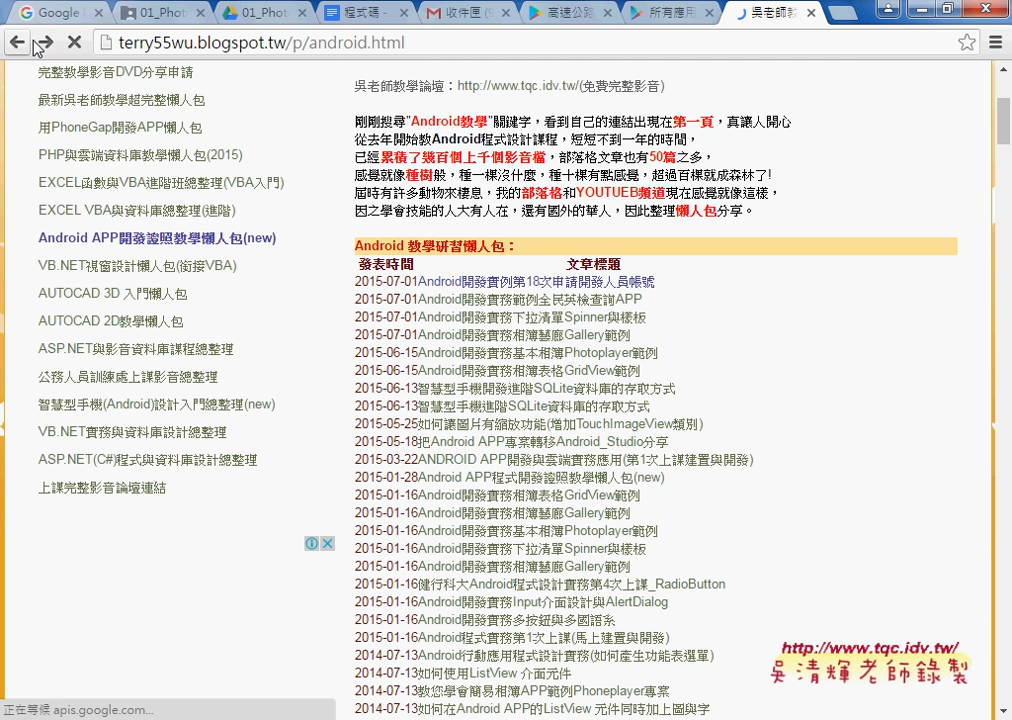 Google
01_Phot
01_Phot
程式碼 -
收件匣 (9
高速公路
所有應用
吳老師教
terry55wu.blogspot.tw/p/android.html
完整教學影音DVD分享申請
最新吳老師教學超完整懶人包
用PhoneGap開發APP懶人包
PHP與雲端資料庫教學懶人包(2015)
EXCEL函數與VBA進階班總整理(VBA入門)
EXCEL VBA與資料庫總整理(進階)
Android APP開發證照教學懶人包(new)
VB.NET視窗設計懶人包(銜接VBA)
AUTOCAD 3D 入門懶人包
AUTOCAD 2D教學懶人包
ASP.NET與影音資料庫課程總整理
公務人員訓練處上課影音總整理
智慧型手機(Android)設計入門總整理(new)
VB.NET實務與資料庫設計總整理
ASP.NET(C#)程式與資料庫設計總整理
上課完整影音論壇連結
吳老師教學論壇：http://www.tqc.idv.tw/(免費完整影音)
剛剛搜尋"Android教學"關鍵字，看到自己的連結出現在第一頁，真讓人開心
從去年開始教Android程式設計課程，短短不到一年的時間，
已經累積了幾百個上千個影音檔，部落格文章也有50篇之多，
感覺就像種樹般，種一棵沒什麼，種十棵有點感覺，超過百棵就成森林了!
屆時有許多動物來棲息，我的部落格和YOUTUEB頻道現在感覺就像這樣，
因之學會技能的人大有人在，還有國外的華人，因此整理懶人包分享。
Android 教學研習懶人包：
發表時間 文章標題
2015-07-01Android開發實例第18次申請開發人員帳號
2015-07-01Android開發實務範例全民英檢查詢APP
2015-07-01Android開發實務下拉清單Spinner與樣板
2015-07-01Android開發實務相簿藝廊Gallery範例
2015-06-15Android開發實務基本相簿Photoplayer範例
2015-06-15Android開發實務相簿表格GridView範例
2015-06-13智慧型手機開發進階SQLite資料庫的存取方式
2015-06-13智慧型手機進階SQLite資料庫的存取方式
2015-05-25如何讓圖片有縮放功能(增加TouchImageView類別)
2015-05-18把Android APP專案轉移Android_Studio分享
2015-03-22ANDROID APP開發與雲端實務應用(第1次上課建置與開發)
2015-01-28Android APP程式開發證照教學懶人包(new)
2015-01-16Android開發實務相簿表格GridView範例
2015-01-16Android開發實務相簿藝廊Gallery範例
2015-01-16Android開發實務基本相簿Photoplayer範例
2015-01-16Android開發實務下拉清單Spinner與樣板
2015-01-16Android開發實務相簿藝廊Gallery範例
2015-01-16健行科大Android程式設計實務第4次上課_RadioButton
2015-01-16Android開發實務Input介面設計與AlertDialog
2015-01-16Android開發實務多按鈕與多國語系
2015-01-16Android程式實務第1次上課(馬上建置與開發)
2014-07-13Android行動應用程式設計實務(如何產生功能表選單)
2014-07-13如何使用ListView 介面元件
2014-07-13教您學會簡易相簿APP範例Phoneplayer專案
2014-07-13如何在Android APP的ListView 元件同時加上圖與字
http://www.tqc.idv.tw/
吳清輝老師錄製
正在等候 apis.google.com...